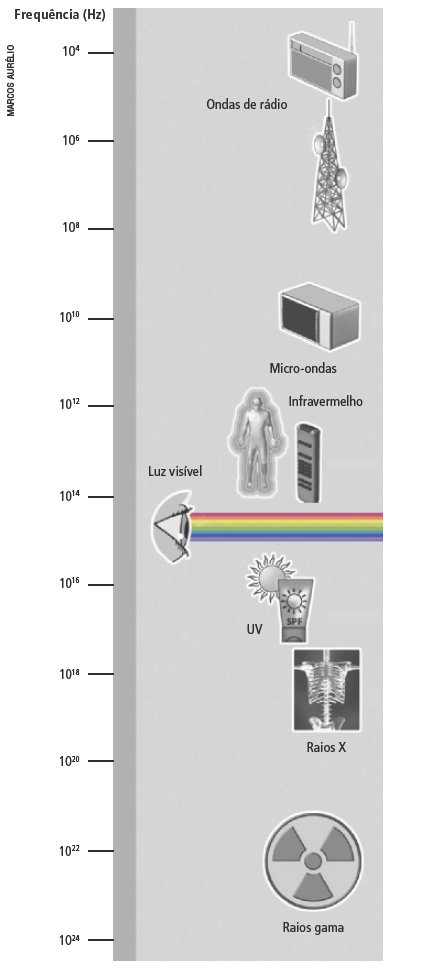 Frequência (Hz)
MARCOS AURÉLIO
10⁴
Ondas de rádio
10⁶
10⁸
10¹⁰
Micro-ondas
10¹²
Infravermelho
Luz visível
10¹⁴
10¹⁶
SPF
UV
10¹⁸
Raios X
10²⁰
10²²
Raios gama
10²⁴